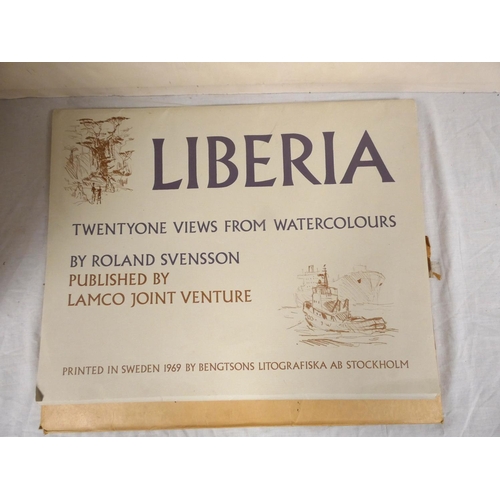 LIBERIA
TWENTYONE VIEWS FROM WATERCOLOURS
BY ROLAND SVENSSON
PUBLISHED BY
LAMCO JOINT VENTURE
PRINTED IN SWEDEN 1969 BY BENGTSONS LITOGRAFISKA AB STOCKHOLM